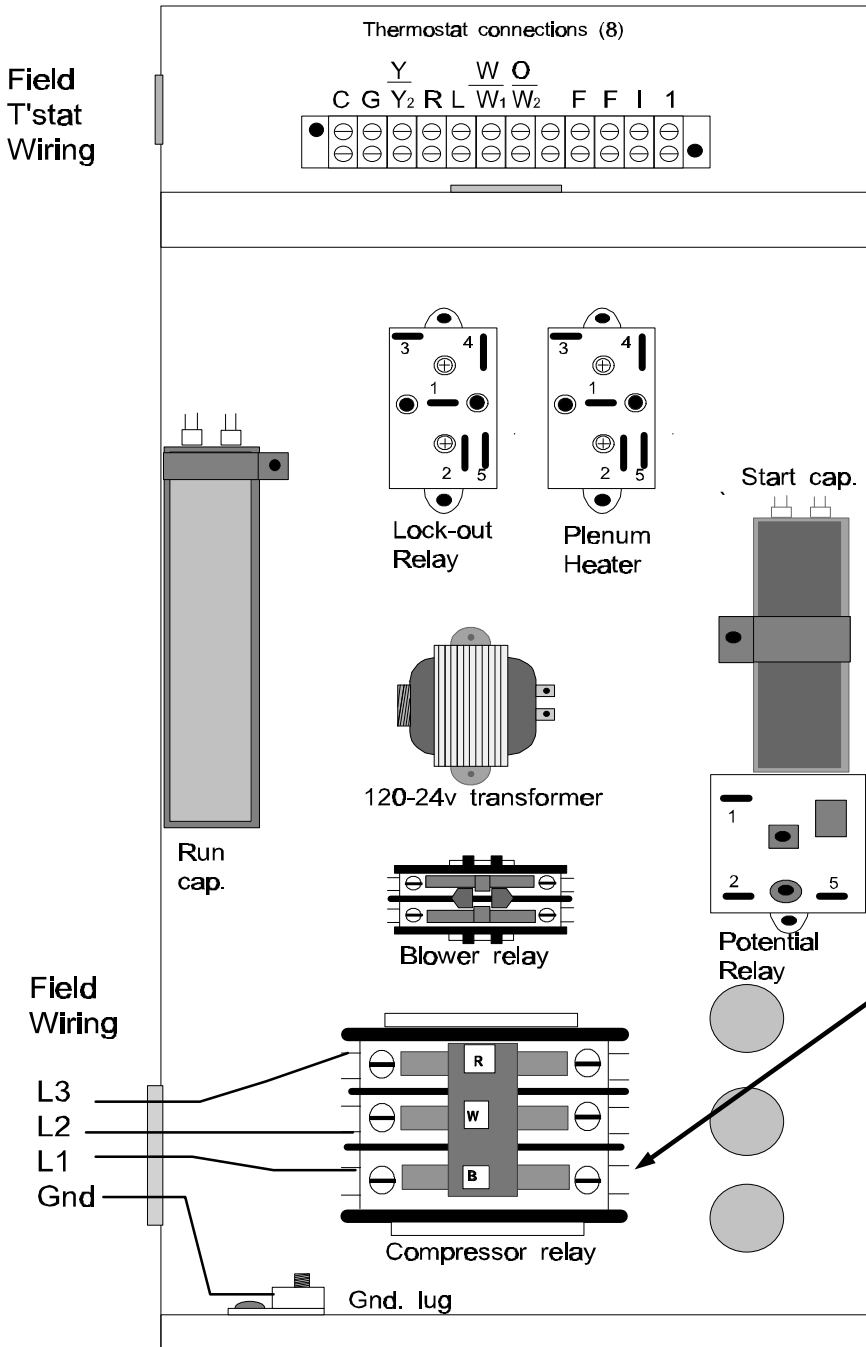 Thermostat connections (8)
Field
T'stat
Wiring
Y W O
C G Y2 R L W1 W2 F F I 1
3 4
1
2 5
3 4
1
2 5
Lock-out
Relay
Plenum
Heater
Start cap.
120-24v transformer
Run
cap.
1
2 5
Blower relay
Potential
Relay
Field
Wiring
L3
L2
L1
Gnd
R
W
B
Compressor relay
Gnd. lug